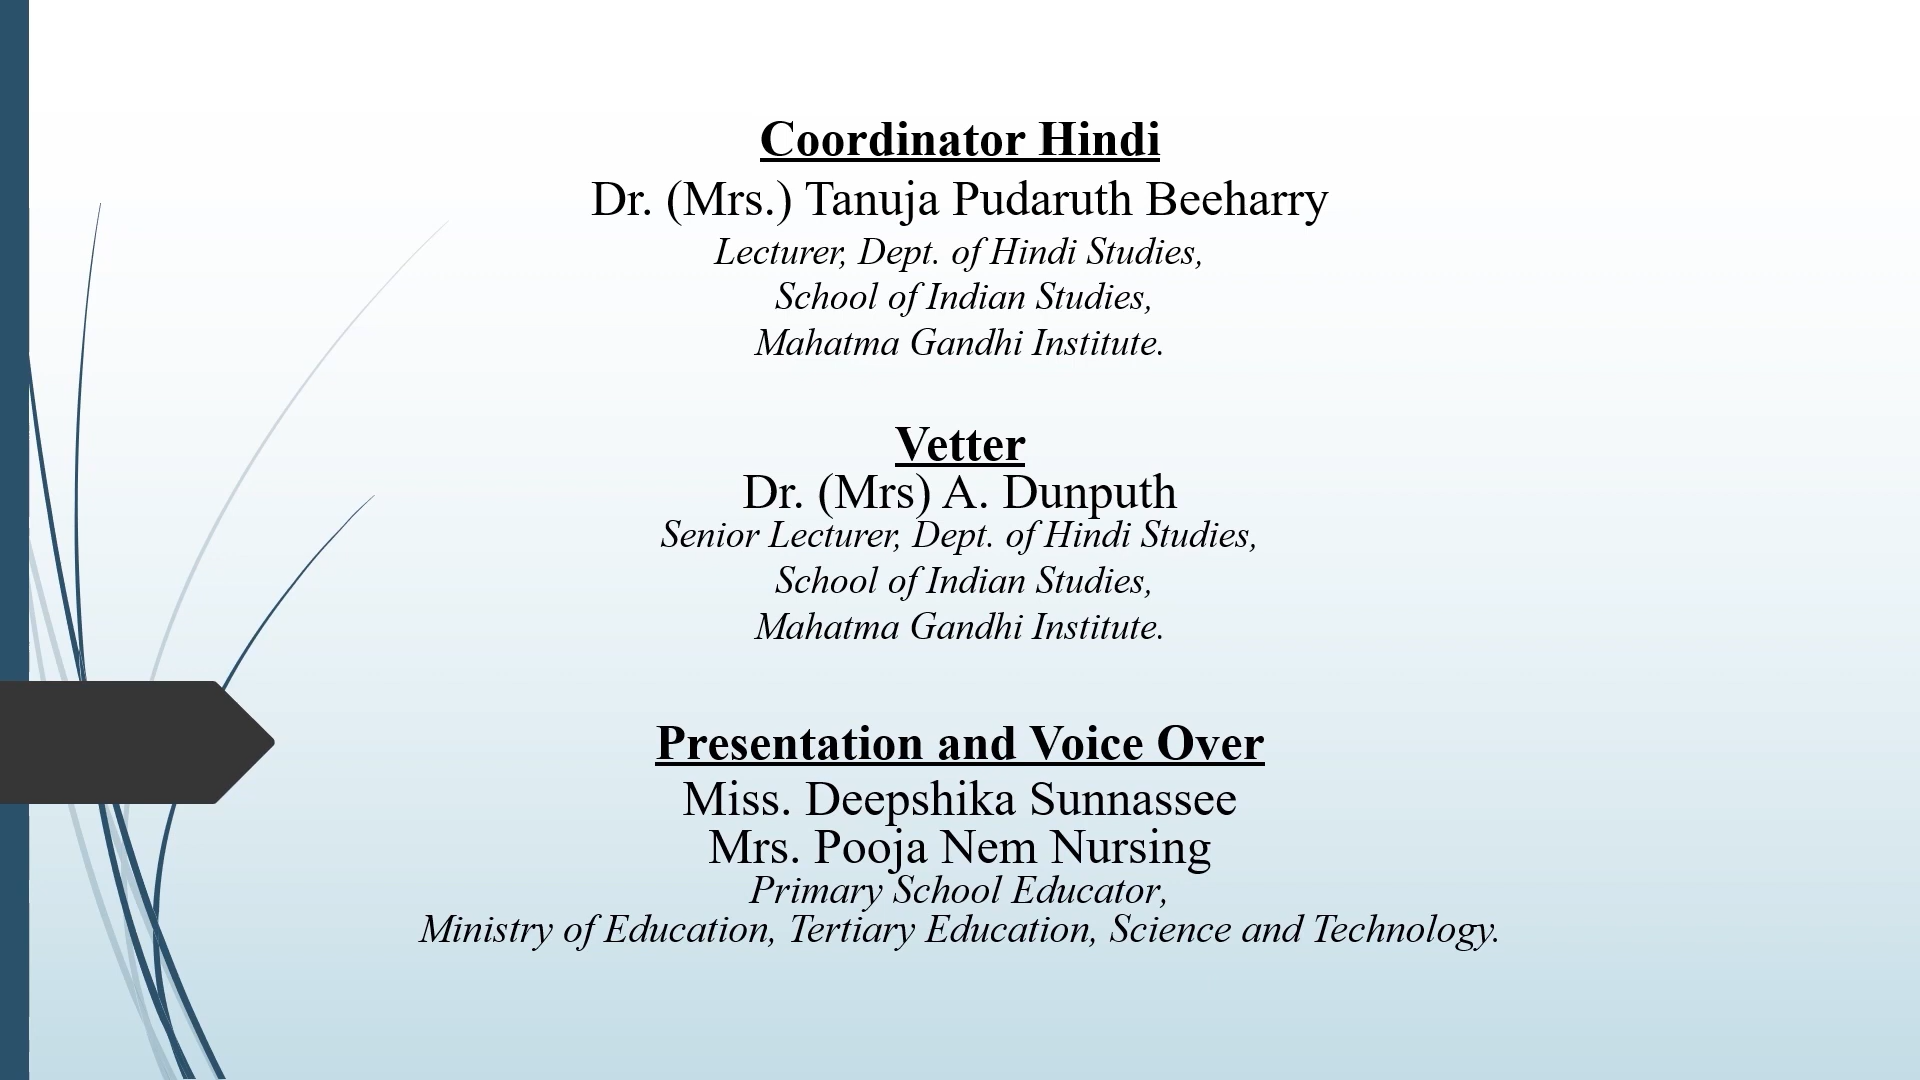 Coordinator Hindi
Dr. (Mrs.) Tanuja Pudaruth Beeharry
Lecturer, Dept. of Hindi Studies,
School of Indian Studies,
Mahatma Gandhi Institute.
Vetter
Dr. (Mrs) A. Dunputh
Senior Lecturer, Dept. of Hindi Studies,
School of Indian Studies,
Mahatma Gandhi Institute.
Presentation and Voice Over
Miss. Deepshika Sunnassee
Mrs. Pooja Nem Nursing
Primary School Educator,
Ministry of Education, Tertiary Education, Science and Technology.